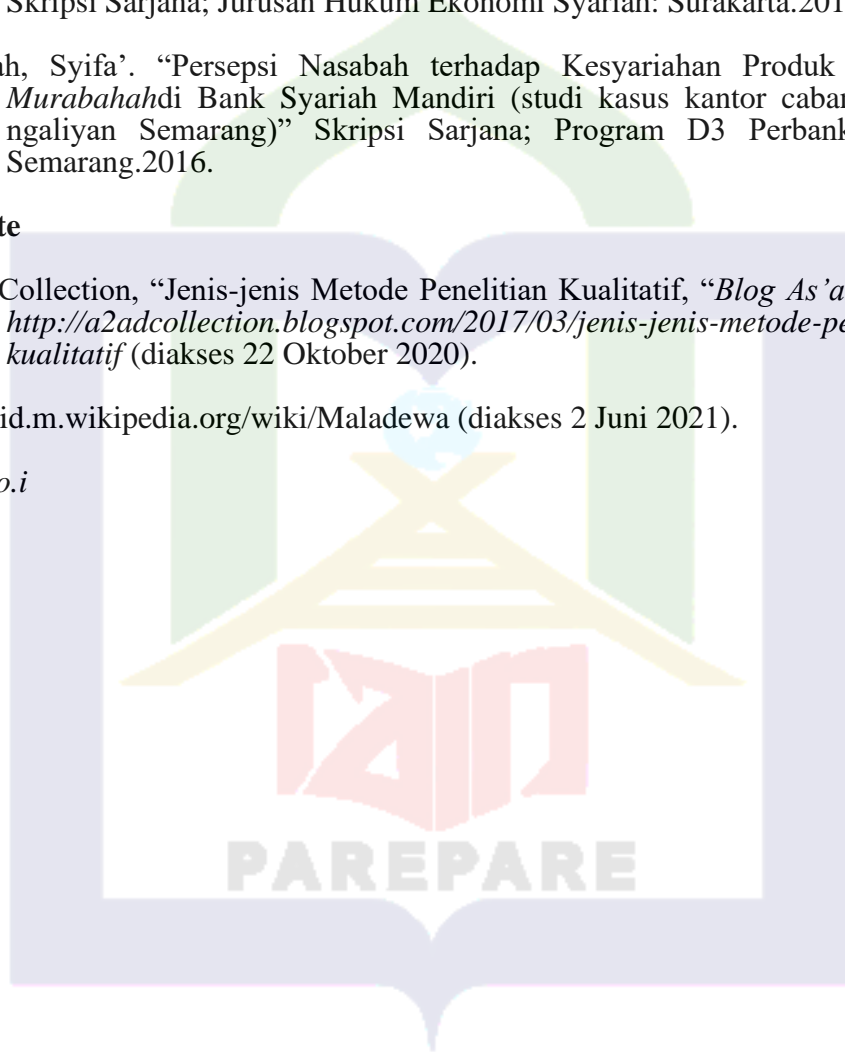 Skripsi Sarjana; Jurusan Hukum Ekonomi Syariah: Surakarta.201
ah, Syifa’. “Persepsi Nasabah terhadap Kesyariahan Produk
Murabahahdi Bank Syariah Mandiri (studi kasus kantor caban
ngaliyan Semarang)” Skripsi Sarjana; Program D3 Perbank
Semarang.2016.
te
Collection, “Jenis-jenis Metode Penelitian Kualitatif, “Blog As’a
http://a2adcollection.blogspot.com/2017/03/jenis-jenis-metode-pe
kualitatif (diakses 22 Oktober 2020).
id.m.wikipedia.org/wiki/Maladewa (diakses 2 Juni 2021).
o.i
iain
PAREPARE